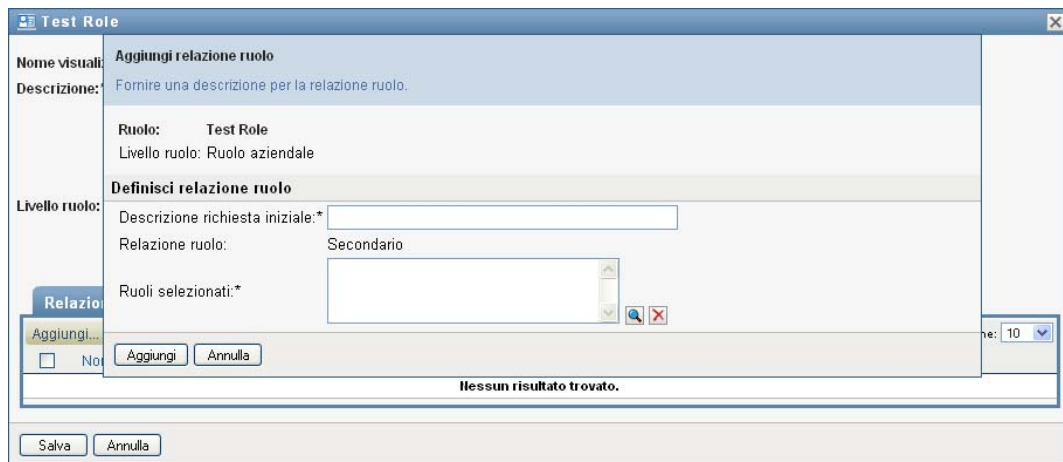 Test Role
Nome visuali
Descrizione:*
Livello ruolo:
Aggiungi relazione ruolo
Fornire una descrizione per la relazione ruolo.
Ruolo: Test Role
Livello ruolo: Ruolo aziendale
Definisci relazione ruolo
Descrizione richiesta iniziale:*
Relazione ruolo: Secondario
Ruoli selezionati:*
Aggiungi Annulla
Relazio
Aggiungi... ne: 10
Nor
Nessun risultato trovato.
Salva Annulla